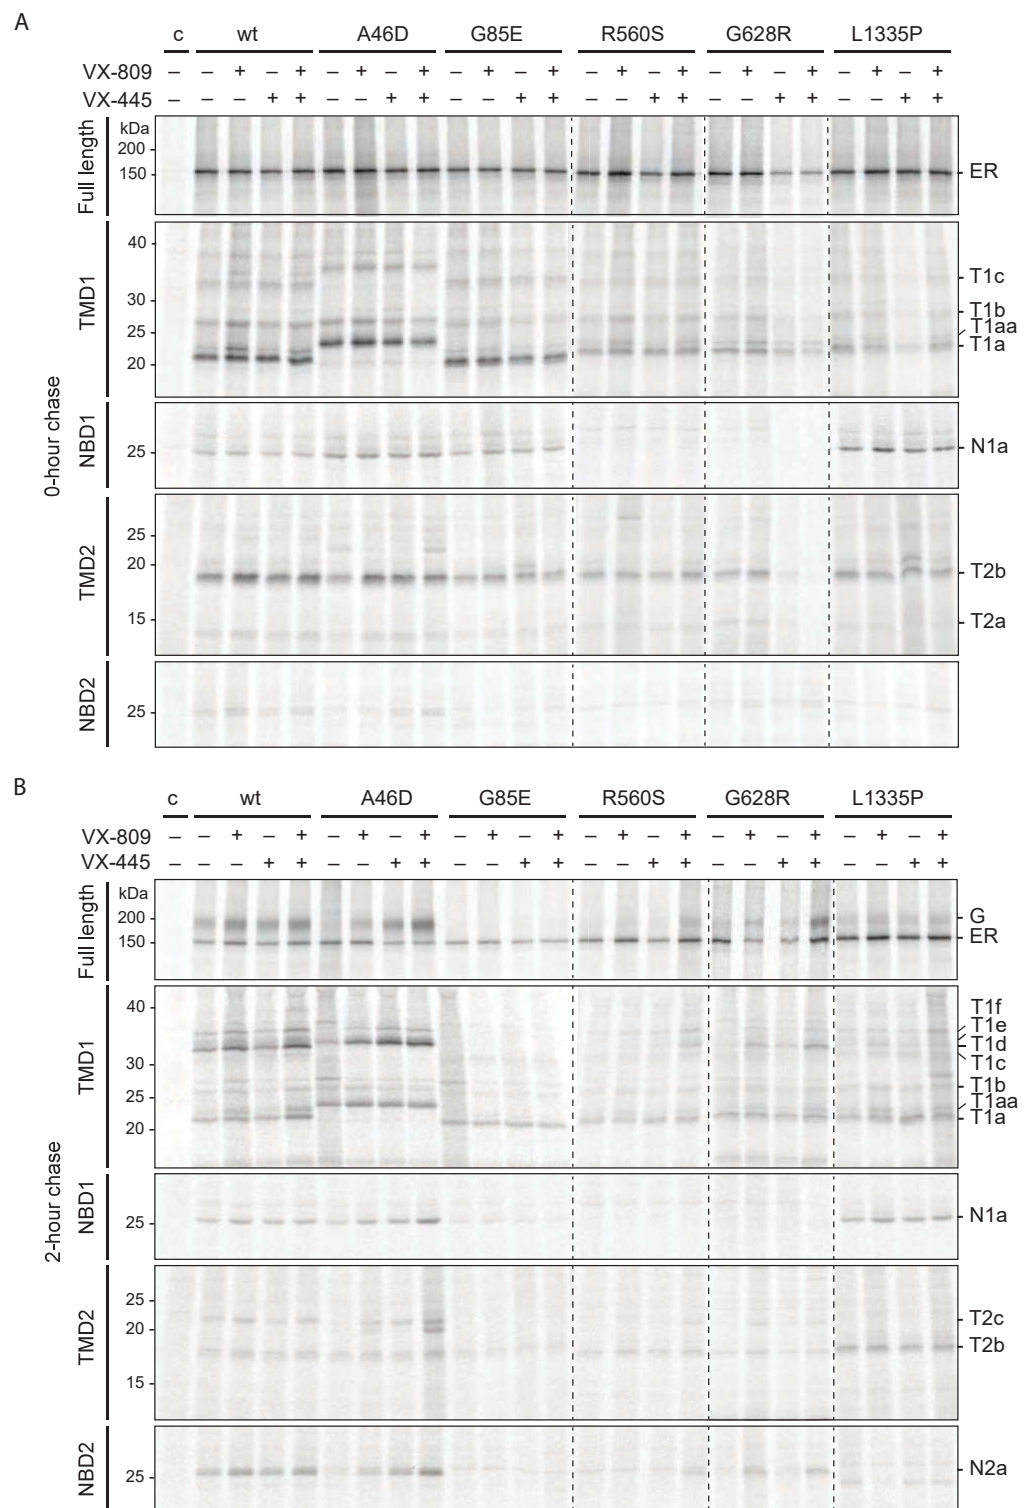 A
c wt A46D G85E R560S G628R L1335P
VX-809 – – + – + – + – + – + – + – + – + – + – + – + – +
VX-445 – – – + + – – + + – – + + – – + + – – + + – – + +
0-hour chase
Full length
kDa
200
150
ER
TMD1
40
30
25
20
T1c
T1b
T1aa
T1a
NBD1
25
N1a
TMD2
25
20
15
T2b
T2a
NBD2
25
B
c wt A46D G85E R560S G628R L1335P
VX-809 – – + – + – + – + – + – + – + – + – + – + – + – +
VX-445 – – – + + – – + + – – + + – – + + – – + + – – + +
2-hour chase
Full length
kDa
200
150
G
ER
TMD1
40
30
25
20
T1f
T1e
T1d
T1c
T1b
T1aa
T1a
NBD1
25
N1a
TMD2
25
20
15
T2c
T2b
NBD2
25
N2a